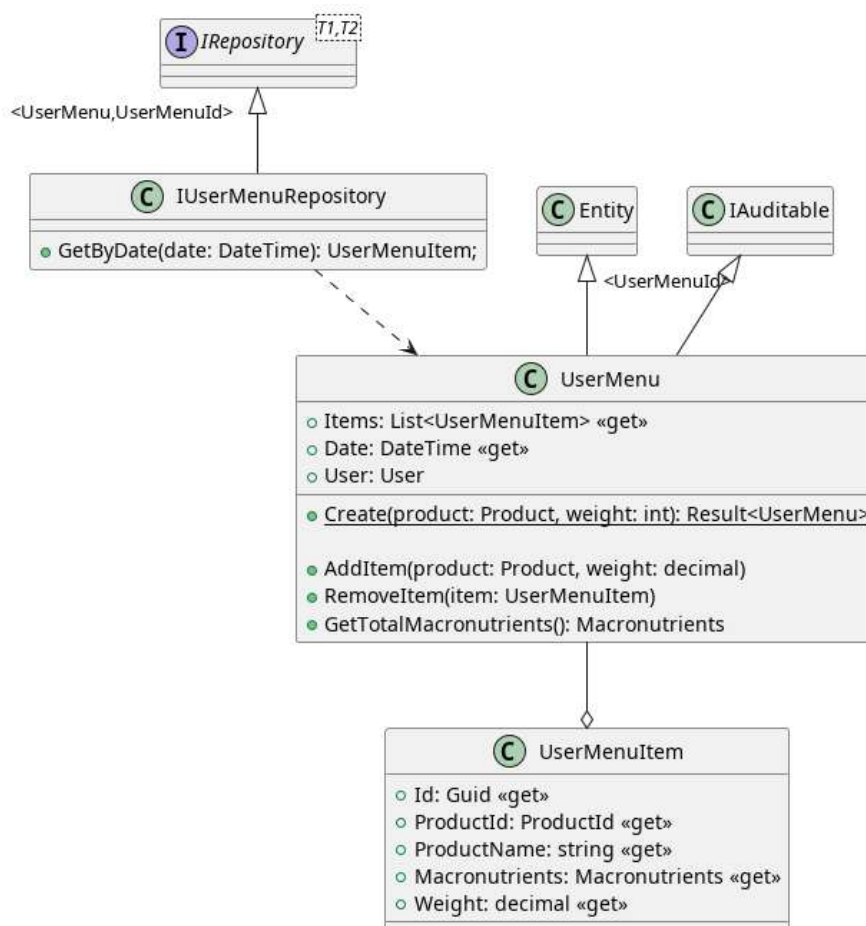 I IRepository T1,T2
<UserMenu,UserMenuId>
C IUserMenuRepository
GetByDate(date: DateTime): UserMenuItem;
C Entity
C IAuditable
<UserMenuId>
C UserMenu
Items: List<UserMenuItem> «get»
Date: DateTime «get»
User: User
Create(product: Product, weight: int): Result<UserMenu>
AddItem(product: Product, weight: decimal)
RemoveItem(item: UserMenuItem)
GetTotalMacronutrients(): Macronutrients
C UserMenuItem
Id: Guid «get»
ProductId: ProductId «get»
ProductName: string «get»
Macronutrients: Macronutrients «get»
Weight: decimal «get»